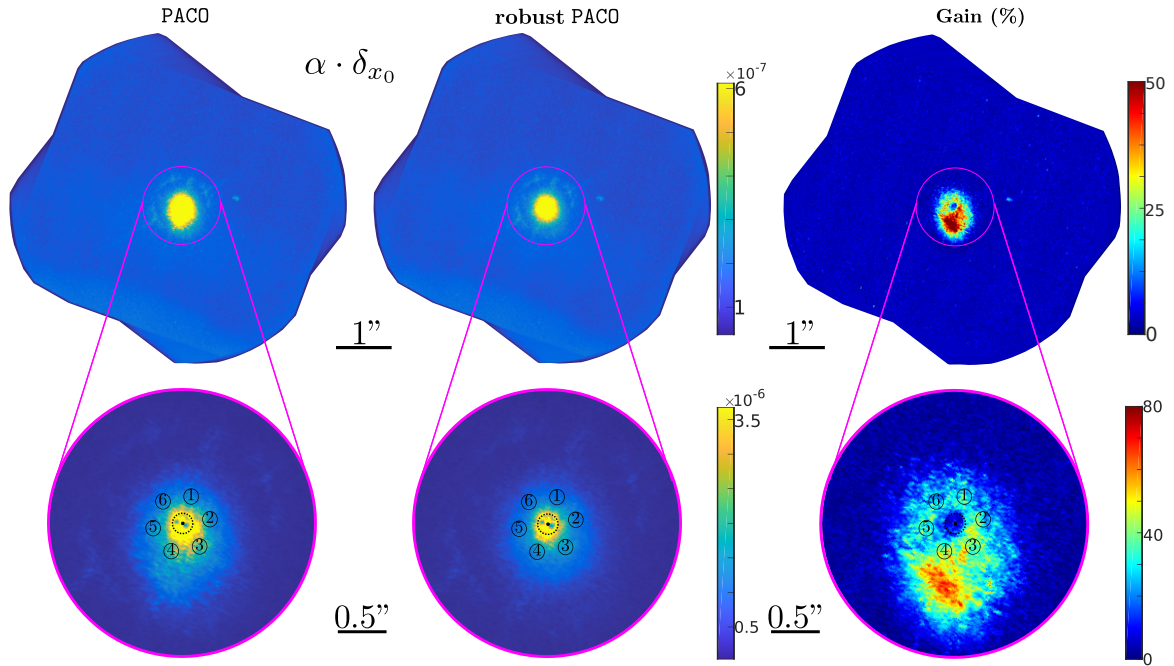 PACO
robust PACO
Gain (%)
α · δ_{x_0}
×10^{-7}
6
1
50
25
0
1”
1”
×10^{-6}
3.5
0.5
80
40
0
① ② ③ ④ ⑤ ⑥
① ② ③ ④ ⑤ ⑥
① ② ③ ④ ⑤ ⑥
0.5”
0.5”